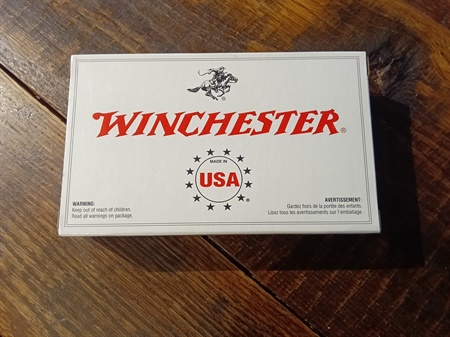 WINCHESTER®
MADE IN
USA
®
WARNING:
Keep out of reach of children.
Read all warnings on package.
AVERTISSEMENT:
Gardez hors de la portée des enfants.
Lisez tous les avertissements sur l'emballage